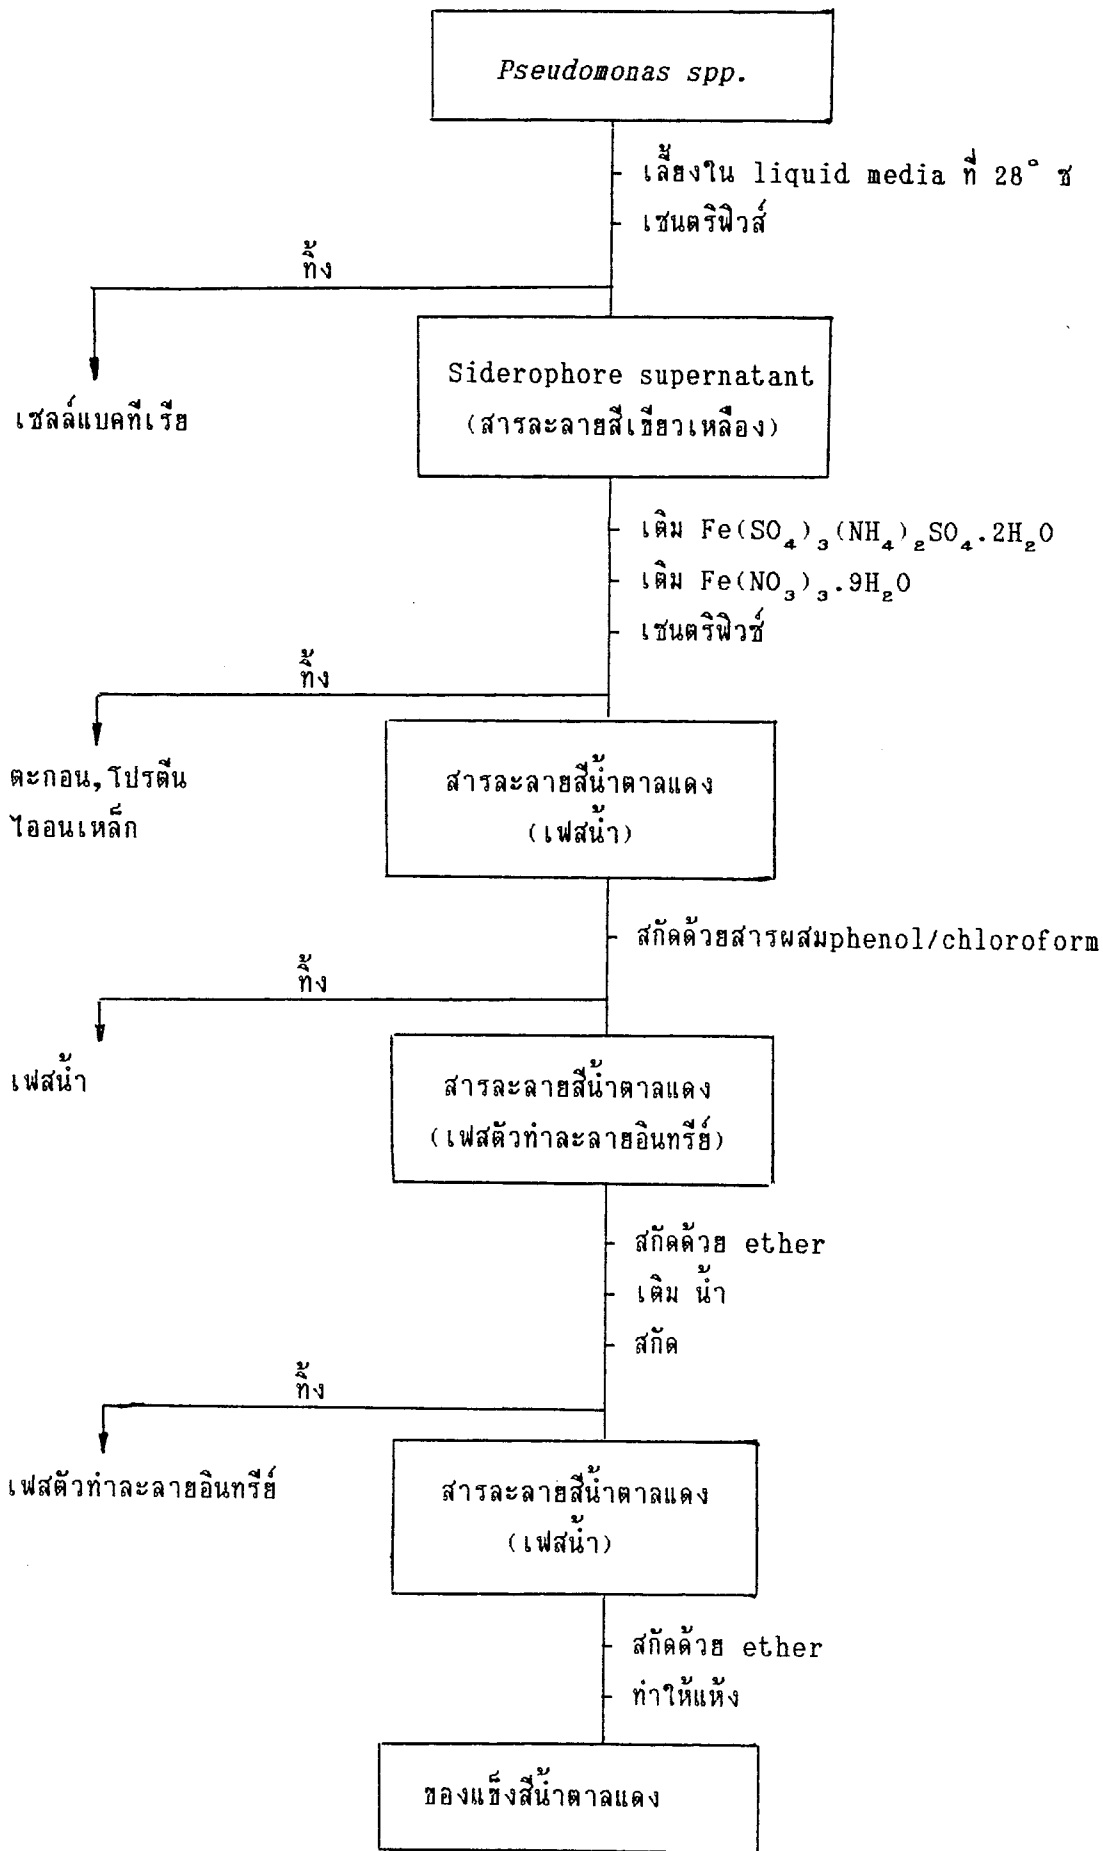 Pseudomonas spp.
เลี้ยงใน liquid media ที่ 28° ซ
เซนตริฟิวส์
ทิ้ง
เซลล์แบคทีเรีย
Siderophore supernatant
(สารละลายสีเขียวเหลือง)
เติม Fe(SO₄)₃(NH₄)₂SO₄.2H₂O
เติม Fe(NO₃)₃.9H₂O
เซนตริฟิวซ์
ทิ้ง
ตะกอน,โปรตีน
ไอออนเหล็ก
สารละลายสีน้ำตาลแดง
(เฟสน้ำ)
สกัดด้วยสารผสมphenol/chloroform
ทิ้ง
เฟสน้ำ
สารละลายสีน้ำตาลแดง
(เฟสตัวทำละลายอินทรีย์)
สกัดด้วย ether
เติม น้ำ
สกัด
ทิ้ง
เฟสตัวทำละลายอินทรีย์
สารละลายสีน้ำตาลแดง
(เฟสน้ำ)
สกัดด้วย ether
ทำให้แห้ง
ของแข็งสีน้ำตาลแดง